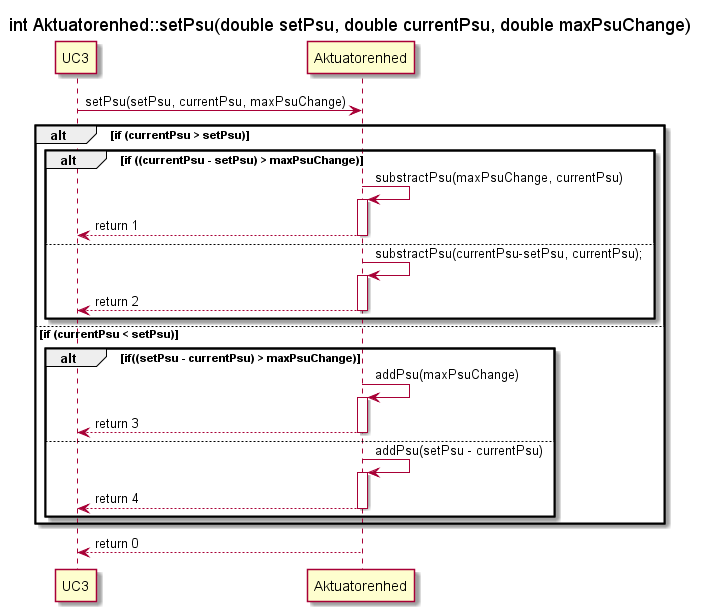 int Aktuatorenhed::setPsu(double setPsu, double currentPsu, double maxPsuChange)
UC3
Aktuatorenhed
setPsu(setPsu, currentPsu, maxPsuChange)
alt
[if (currentPsu > setPsu)]
alt
[if ((currentPsu - setPsu) > maxPsuChange)]
substractPsu(maxPsuChange, currentPsu)
return 1
substractPsu(currentPsu-setPsu, currentPsu);
return 2
[if (currentPsu < setPsu)]
alt
[if((setPsu - currentPsu) > maxPsuChange)]
addPsu(maxPsuChange)
return 3
addPsu(setPsu - currentPsu)
return 4
return 0
UC3
Aktuatorenhed